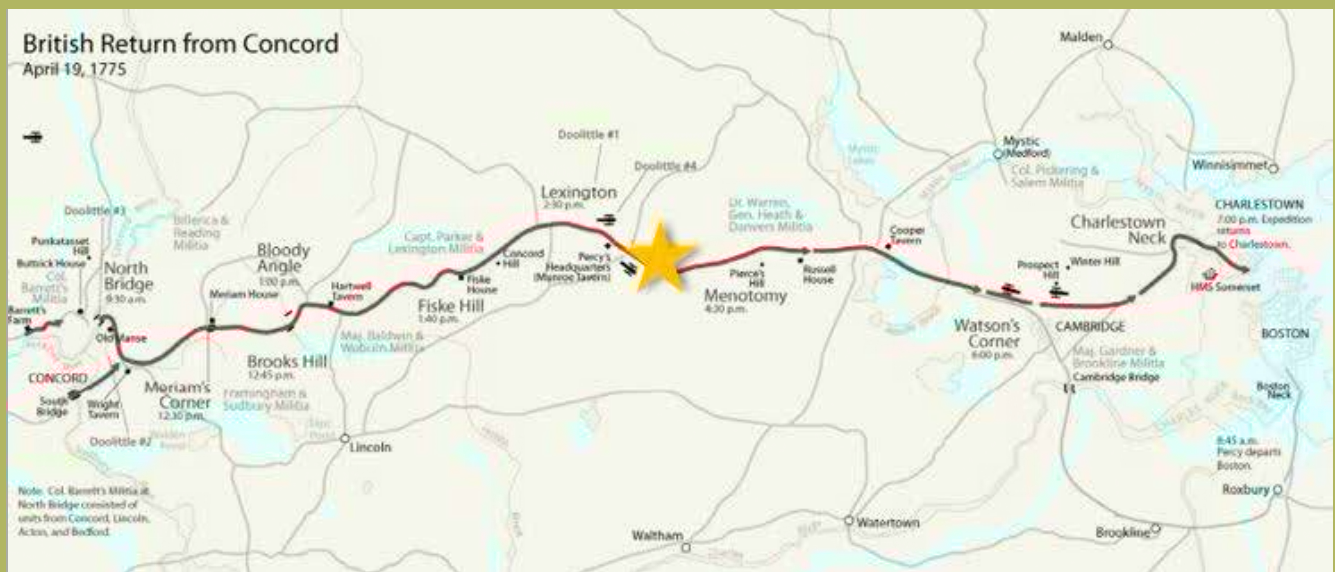 British Return from Concord
April 19, 1775
Malden
Mystic
(Medford)
Col. Pickering &
Salem Militia
Winnisimmet
MYSTIC RIVER
Mystic
Lakes
Doolittle #1
Doolittle #4
Lexington
2:30 p.m.
Dr. Warren,
Gen. Heath &
Danvers Militia
CHARLESTOWN
7:00 p.m. Expedition
returns
to Charlestown.
Charlestown
Neck
Doolittle #3
Billerica &
Reading
Militia
Punkatasset
Hill
Buttrick House
Col.
Barrett's
Militia
North
Bridge
9:30 a.m.
Bloody
Angle
1:00 p.m.
Capt. Parker &
Lexington Militia
Concord
Hill
Percy's
Headquarters
(Munroe Tavern)
Cooper
Tavern
Prospect
Hill
Winter Hill
HMS Somerset
Meriam House
Hartwell
Tavern
Fiske
House
Fiske Hill
1:40 p.m.
Pierce's
Hill
Russell
House
Menotomy
4:30 p.m.
Barrett's
Farm
Old Manse
Maj. Baldwin &
Woburn Militia
Watson's
Corner
6:00 p.m.
CAMBRIDGE
BOSTON
Brooks Hill
12:45 p.m.
Maj. Gardner &
Brookline Militia
Cambridge Bridge
CONCORD
South
Bridge
Wright
Tavern
Meriam's
Corner
12:30 p.m.
Framingham &
Sudbury Militia
Boston
Neck
CHARLES RIVER
Doolittle #2
Walden
Pond
Lincoln
8:45 a.m.
Percy departs
Boston.
Note: Col. Barrett's Militia at
North Bridge consisted of
units from Concord, Lincoln,
Acton, and Bedford.
Roxbury
Waltham
Watertown
Brookline